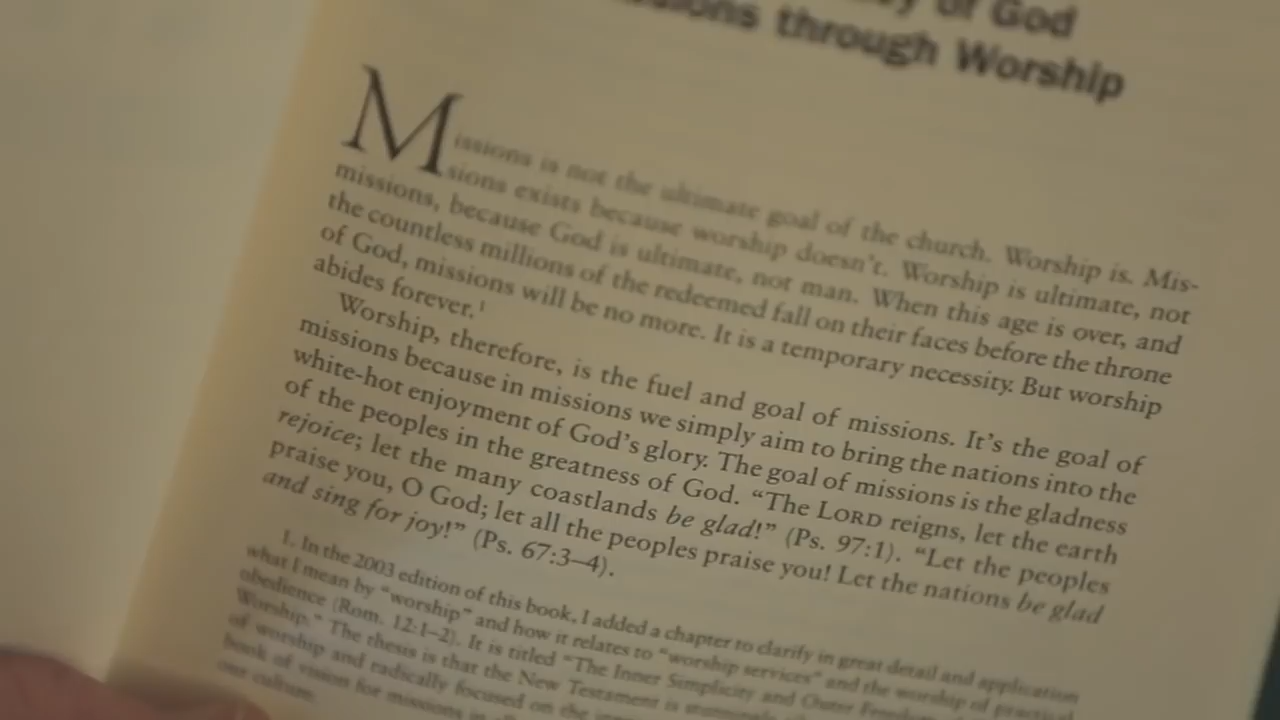 of God
through Worship
Missions is not the ultimate goal of the church. Worship is. Mis-
sions exists because worship doesn't. Worship is ultimate, not
missions, because God is ultimate, not man. When this age is over, and
the countless millions of the redeemed fall on their faces before the throne
of God, missions will be no more. It is a temporary necessity. But worship
abides forever.¹
Worship, therefore, is the fuel and goal of missions. It's the goal of
missions because in missions we simply aim to bring the nations into the
white-hot enjoyment of God's glory. The goal of missions is the gladness
of the peoples in the greatness of God. “The LORD reigns, let the earth
rejoice; let the many coastlands be glad!” (Ps. 97:1). “Let the peoples
praise you, O God; let all the peoples praise you! Let the nations be glad
and sing for joy!” (Ps. 67:3–4).
1. In the 2003 edition of this book, I added a chapter to clarify in great detail and application
what I mean by “worship” and how it relates to “worship services” and the worship of practical
obedience (Rom. 12:1–2). It is titled “The Inner Simplicity and Outer
Worship.” The thesis is that the New Testament is
of worship and radically focused on the
book of vision for missions
our culture.